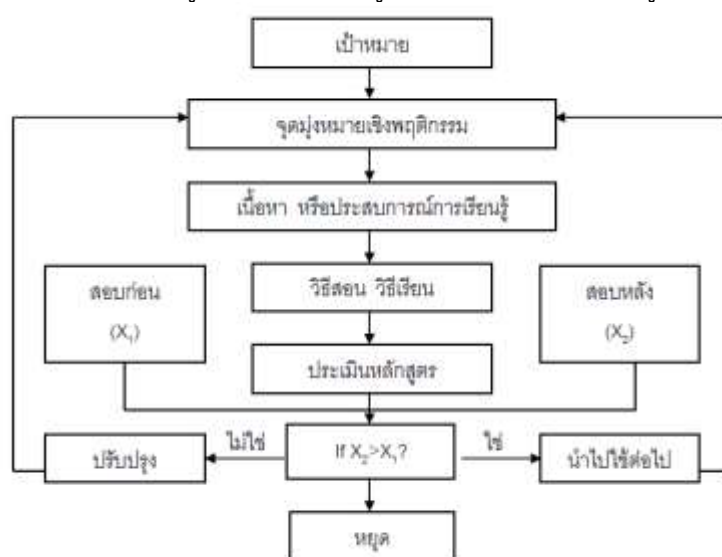 เป้าหมาย
จุดมุ่งหมายเชิงพฤติกรรม
เนื้อหา หรือประสบการณ์การเรียนรู้
สอบก่อน
(X₁)
วิธีสอน วิธีเรียน
สอบหลัง
(X₂)
ประเมินหลักสูตร
ปรับปรุง
ไม่ใช่
If X₂>X₁?
ใช่
นำไปใช้ต่อไป
หยุด